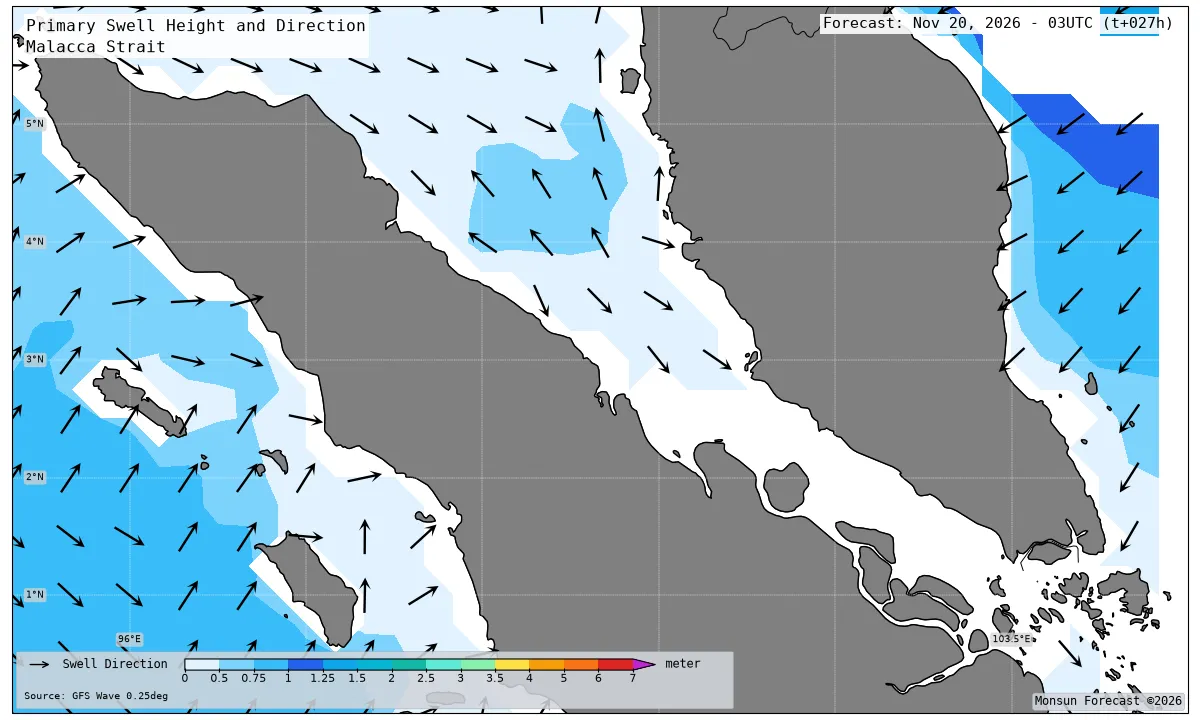 Primary Swell Height and Direction
Malacca Strait
Forecast: Nov 20, 2026 - 03UTC (t+027h)
5°N
4°N
3°N
2°N
1°N
96°E
103.5°E
Swell Direction
0 0.5 0.75 1 1.25 1.5 2 2.5 3 3.5 4 5 6 7
meter
Source: GFS Wave 0.25deg
Monsun Forecast ©2026